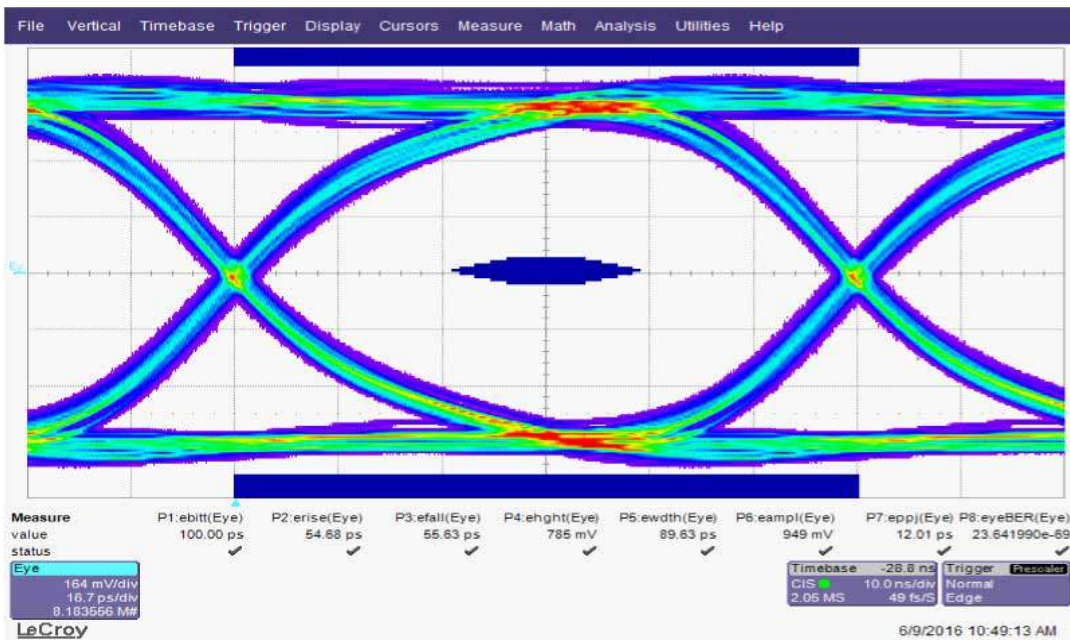 File Vertical Timebase Trigger Display Cursors Measure Math Analysis Utilities Help
Measure P1:ebitt(Eye) P2:erise(Eye) P3:efall(Eye) P4:ehght(Eye) P5:ewdth(Eye) P6:eampl(Eye) P7:eppj(Eye) P8:eyeBER(Eye)
value 100.00 ps 54.68 ps 55.63 ps 785 mV 89.63 ps 949 mV 12.01 ps 23.641990e-69
status
Eye
164 mV/div
16.7 ps/div
8.183556 M#
Timebase -28.8 ns
CIS 10.0 ns/div
2.05 MS 49 fs/S
Trigger Prescaler
Normal
Edge
LeCroy
6/9/2016 10:49:13 AM